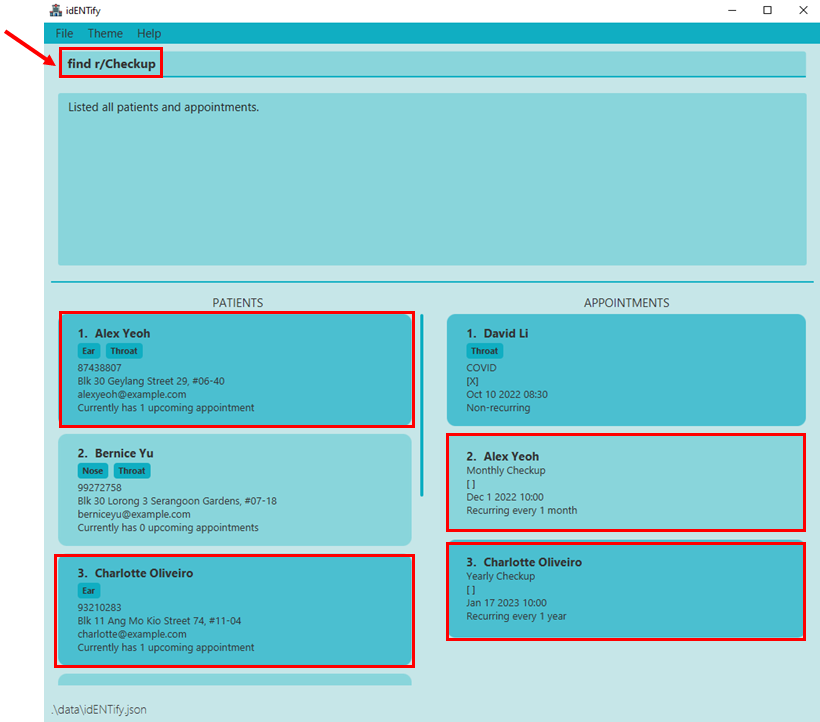 idENTify
File Theme Help
find r/Checkup
Listed all patients and appointments.
PATIENTS
1. Alex Yeoh
Ear Throat
87438807
Blk 30 Geylang Street 29, #06-40
alexyeoh@example.com
Currently has 1 upcoming appointment
2. Bernice Yu
Nose Throat
99272758
Blk 30 Lorong 3 Serangoon Gardens, #07-18
berniceyu@example.com
Currently has 0 upcoming appointments
3. Charlotte Oliveiro
Ear
93210283
Blk 11 Ang Mo Kio Street 74, #11-04
charlotte@example.com
Currently has 1 upcoming appointment
APPOINTMENTS
1. David Li
Throat
COVID
[X]
Oct 10 2022 08:30
Non-recurring
2. Alex Yeoh
Monthly Checkup
[ ]
Dec 1 2022 10:00
Recurring every 1 month
3. Charlotte Oliveiro
Yearly Checkup
[ ]
Jan 17 2023 10:00
Recurring every 1 year
.\data\idENTify.json